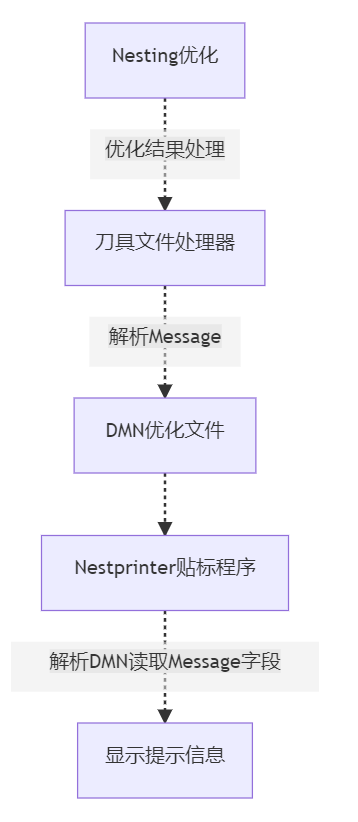 Nesting优化
优化结果处理
刀具文件处理器
解析Message
DMN优化文件
Nestprinter贴标程序
解析DMN读取Message字段
显示提示信息